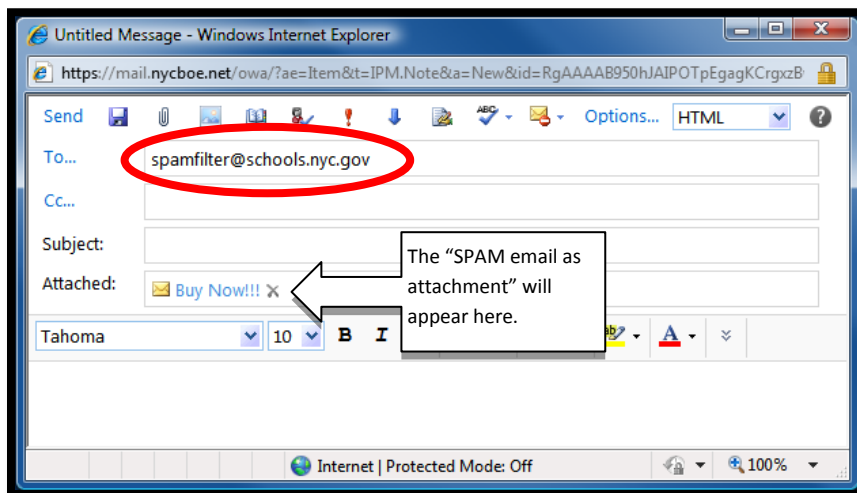 Untitled Message - Windows Internet Explorer
https://mail.nycboe.net/owa/?ae=Item&t=IPM.Note&a=New&id=RgAAAAB950hJAIPOTpEgagKCrgxzB
Send ABC Options... HTML
To... spamfilter@schools.nyc.gov
Cc...
Subject:
Attached: Buy Now!!!
The “SPAM email as
attachment” will
appear here.
Tahoma 10 B I ab A
Internet | Protected Mode: Off 100%